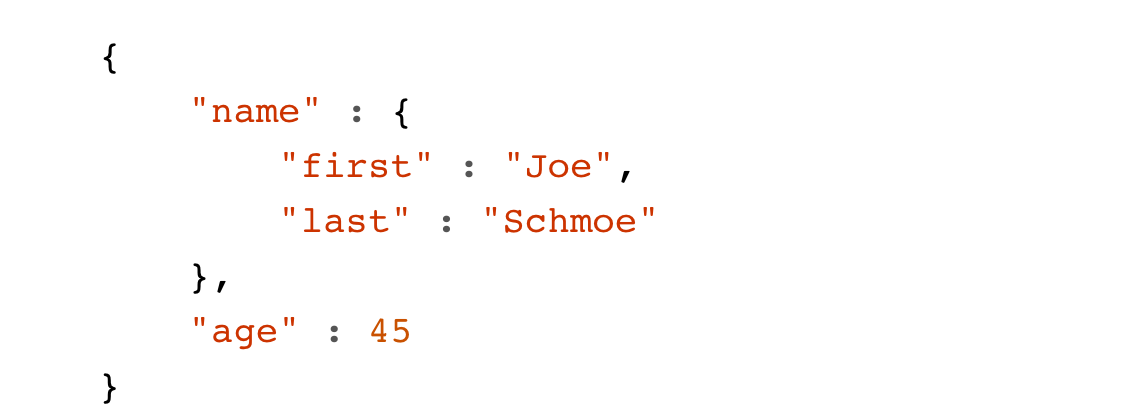 {
    "name" : {
        "first" : "Joe",
        "last" : "Schmoe"
    },
    "age" : 45
}